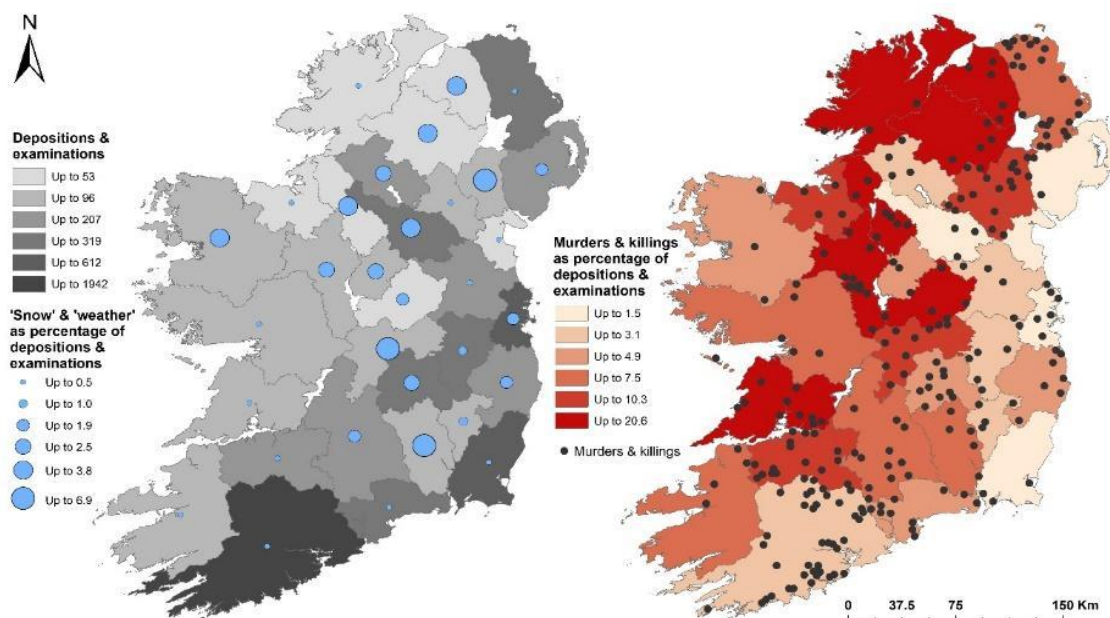 N
Depositions &
examinations
Up to 53
Up to 96
Up to 207
Up to 319
Up to 612
Up to 1942
'Snow' & 'weather'
as percentage of
depositions &
examinations
Up to 0.5
Up to 1.0
Up to 1.9
Up to 2.5
Up to 3.8
Up to 6.9
Murders & killings
as percentage of
depositions &
examinations
Up to 1.5
Up to 3.1
Up to 4.9
Up to 7.5
Up to 10.3
Up to 20.6
Murders & killings
0 37.5 75 150 Km